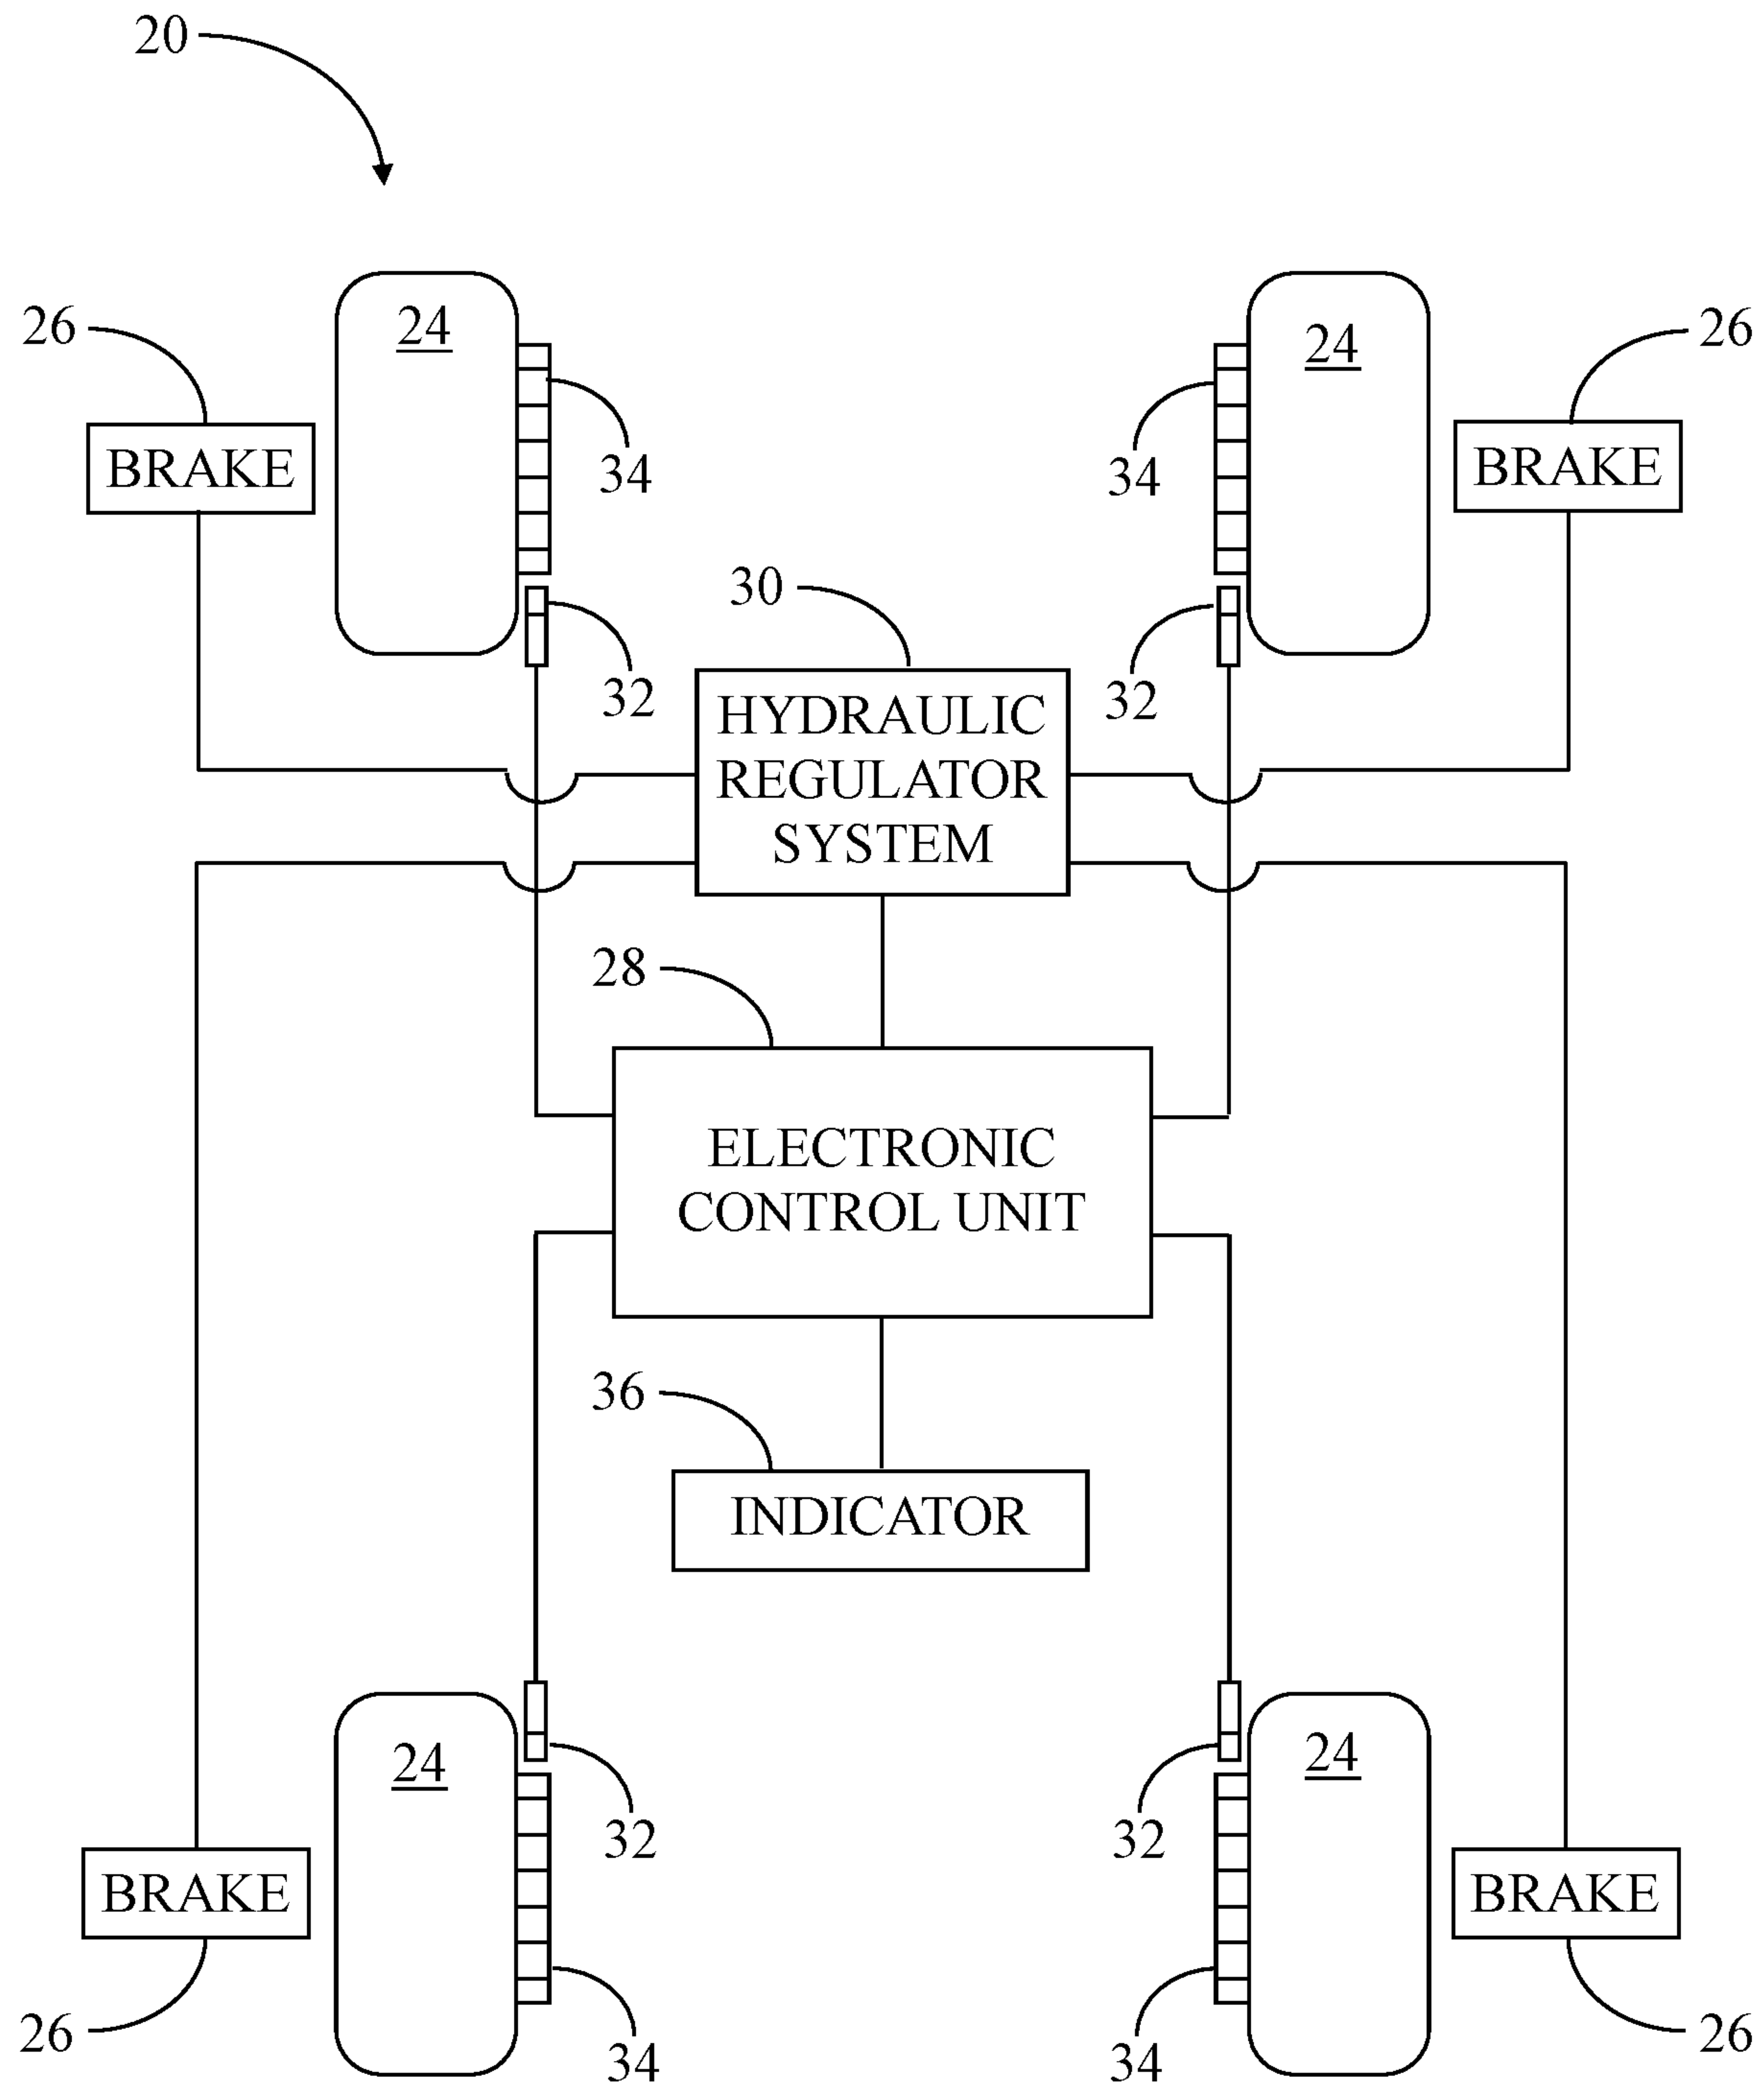 20
24
24
26
26
BRAKE
BRAKE
34
34
30
32
32
HYDRAULIC
REGULATOR
SYSTEM
28
ELECTRONIC
CONTROL UNIT
36
INDICATOR
24
24
32
32
BRAKE
BRAKE
26
26
34
34